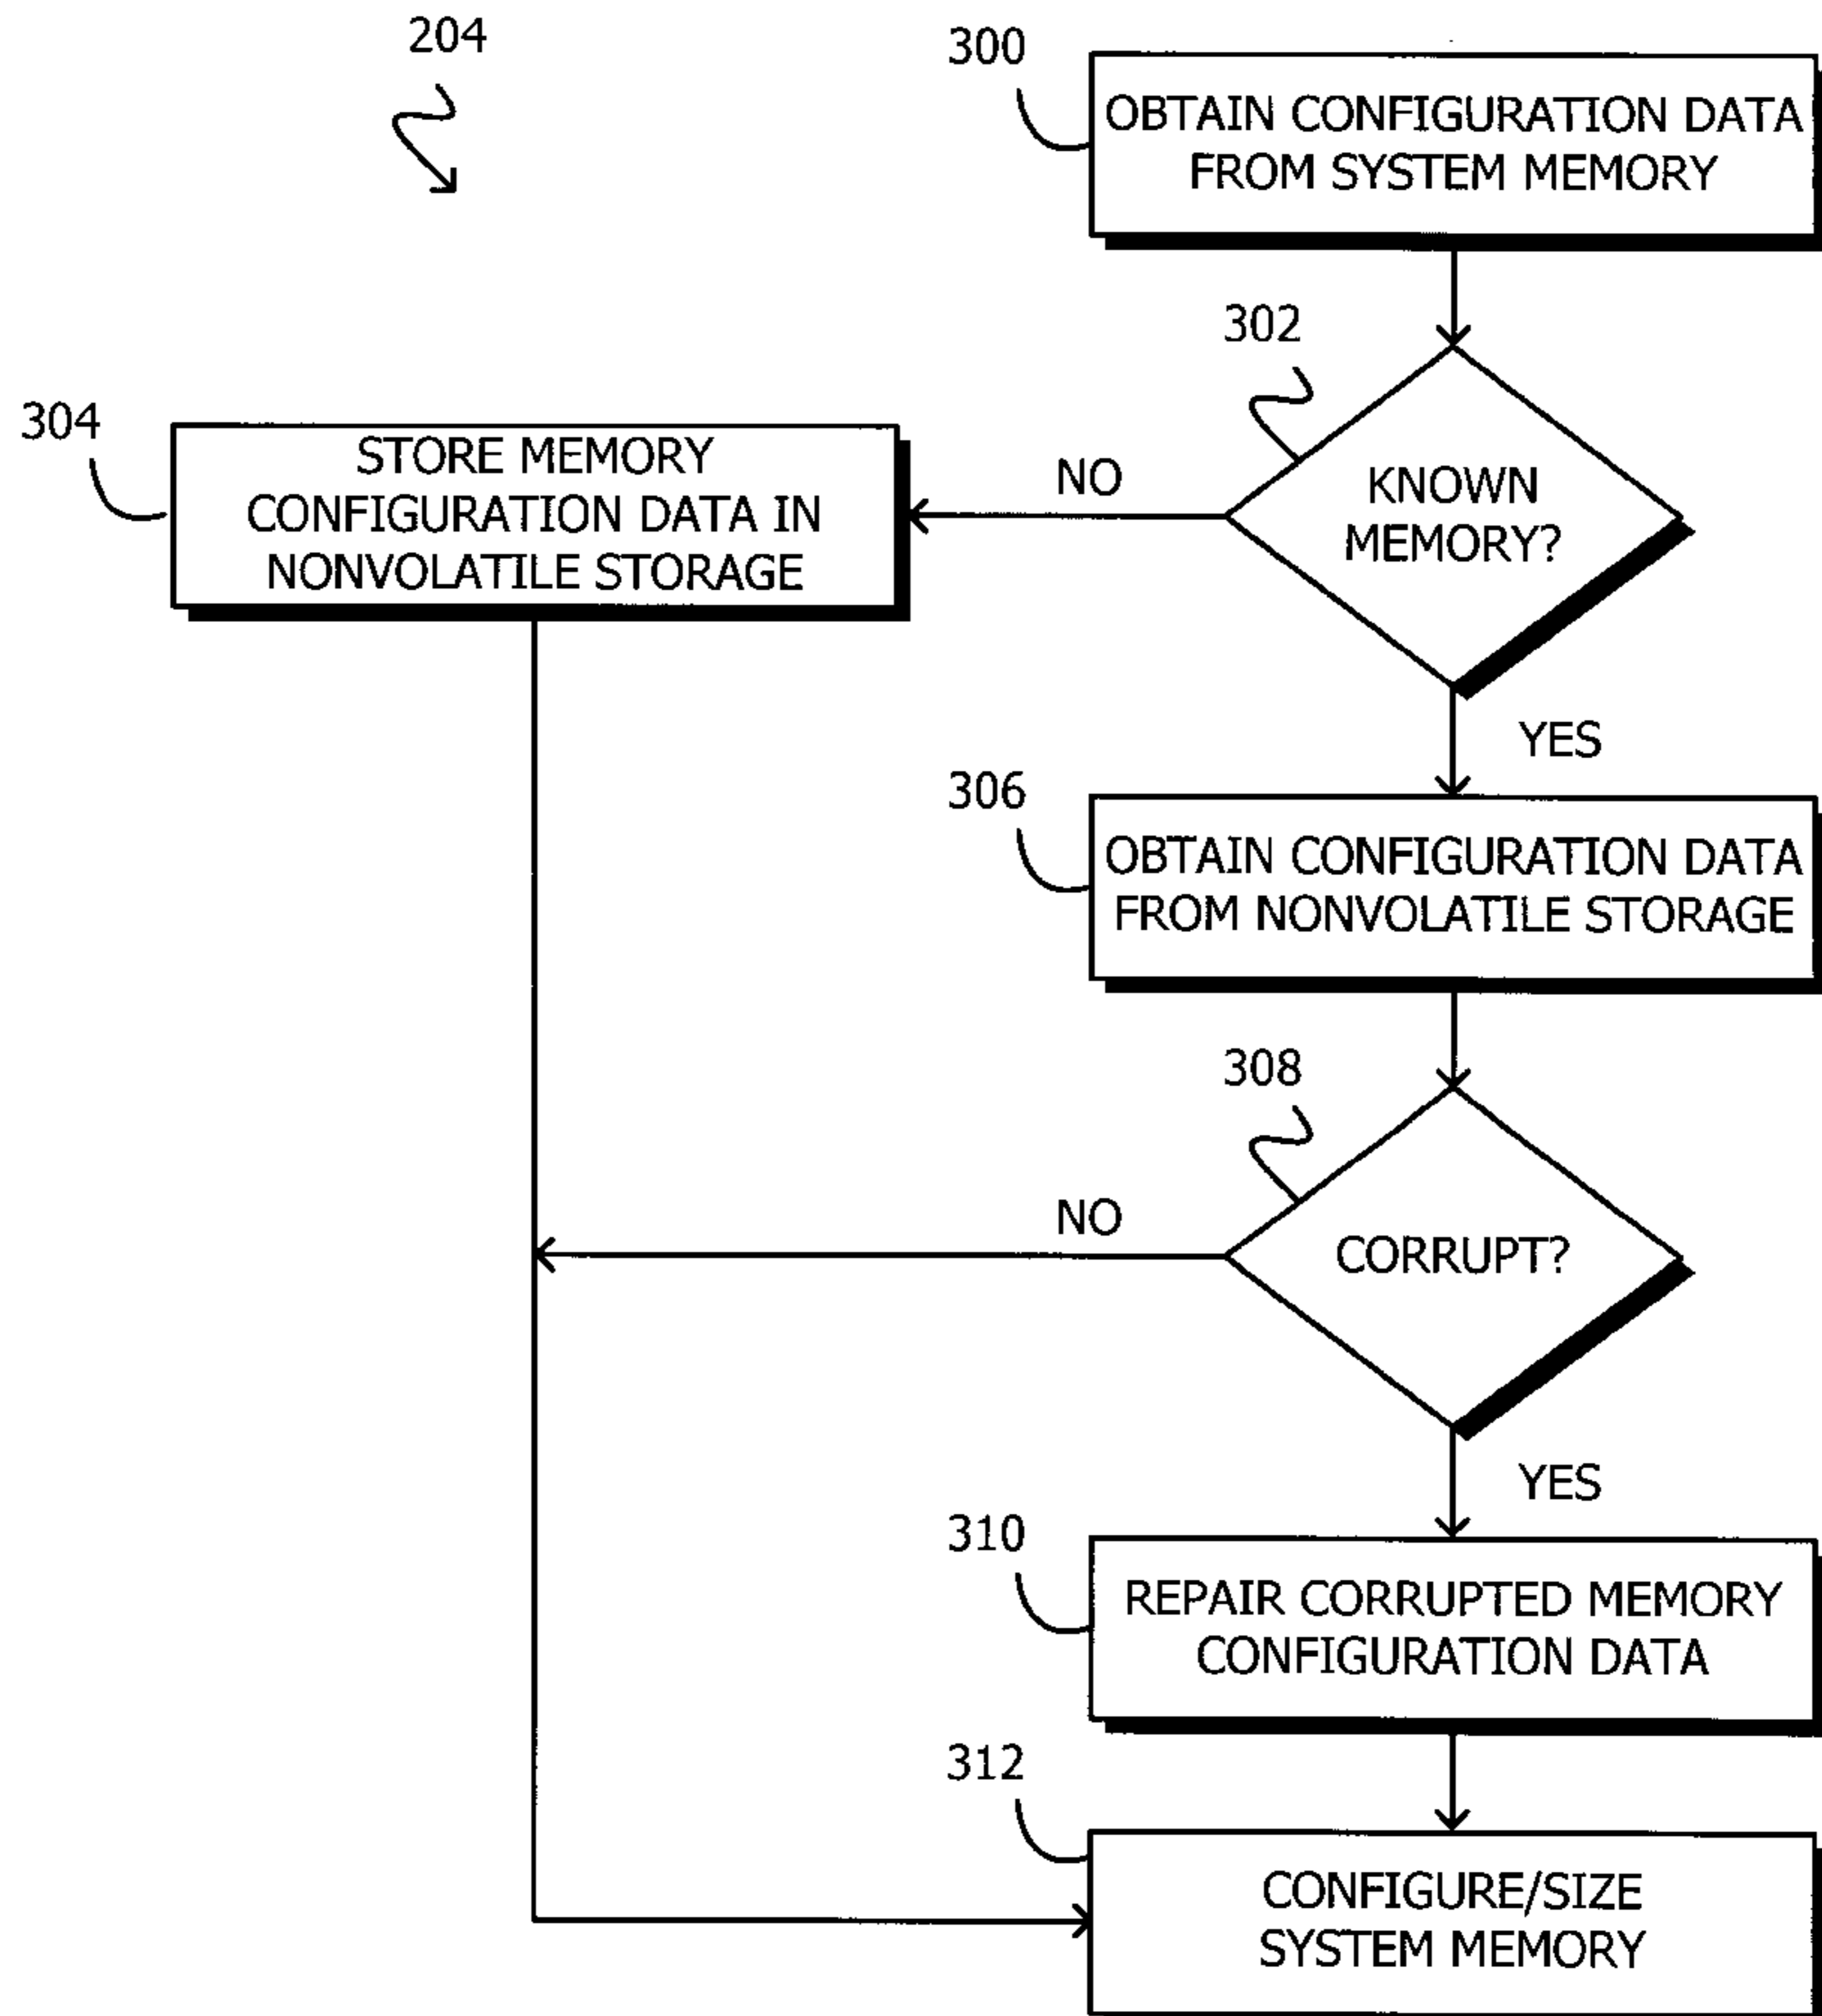 204
300
OBTAIN CONFIGURATION DATA
FROM SYSTEM MEMORY
302
KNOWN
MEMORY?
NO
304
STORE MEMORY
CONFIGURATION DATA IN
NONVOLATILE STORAGE
YES
306
OBTAIN CONFIGURATION DATA
FROM NONVOLATILE STORAGE
308
CORRUPT?
NO
YES
310
REPAIR CORRUPTED MEMORY
CONFIGURATION DATA
312
CONFIGURE/SIZE
SYSTEM MEMORY